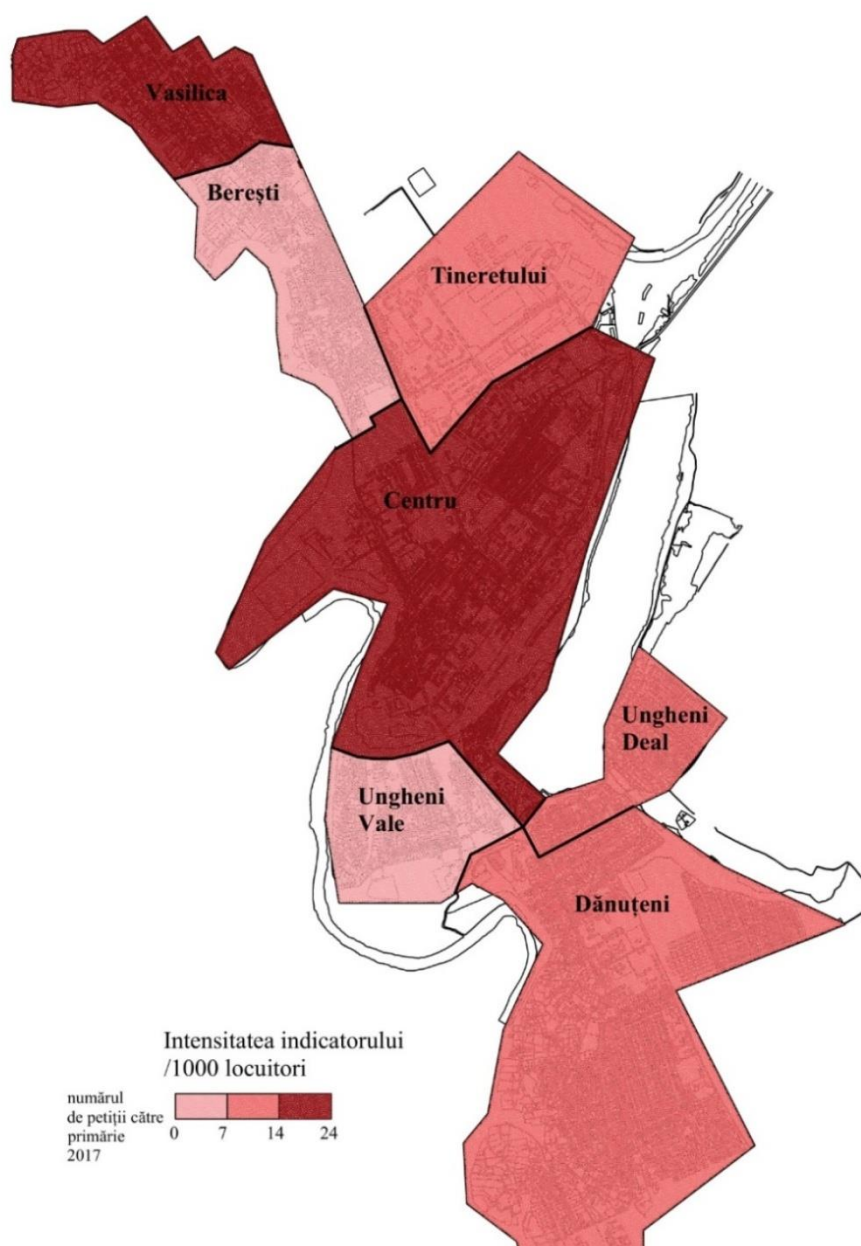 Vasilica
Berești
Tineretului
Centru
Ungheni
Deal
Ungheni
Vale
Dănuțeni
Intensitatea indicatorului
/1000 locuitori
numărul
de petiții către
primărie
2017
0 7 14 24